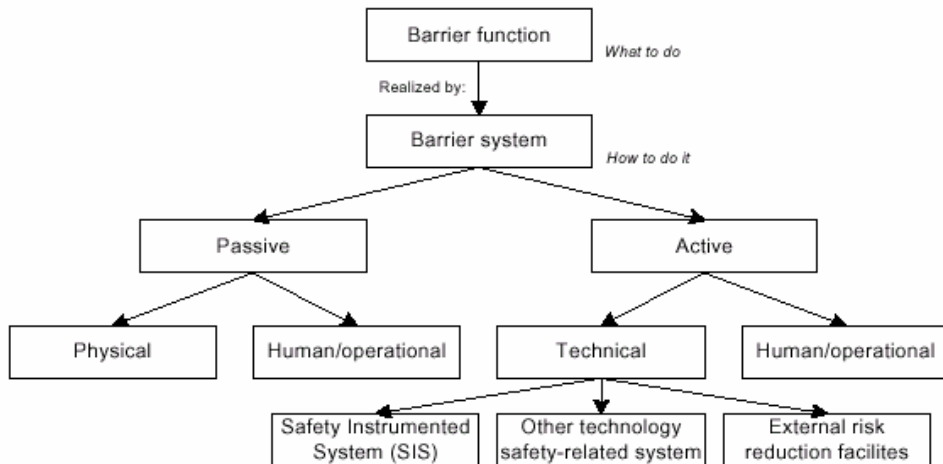 Barrier function
What to do
Realized by:
Barrier system
How to do it
Passive
Active
Physical
Human/operational
Technical
Human/operational
Safety Instrumented
System (SIS)
Other technology
safety-related system
External risk
reduction facilites